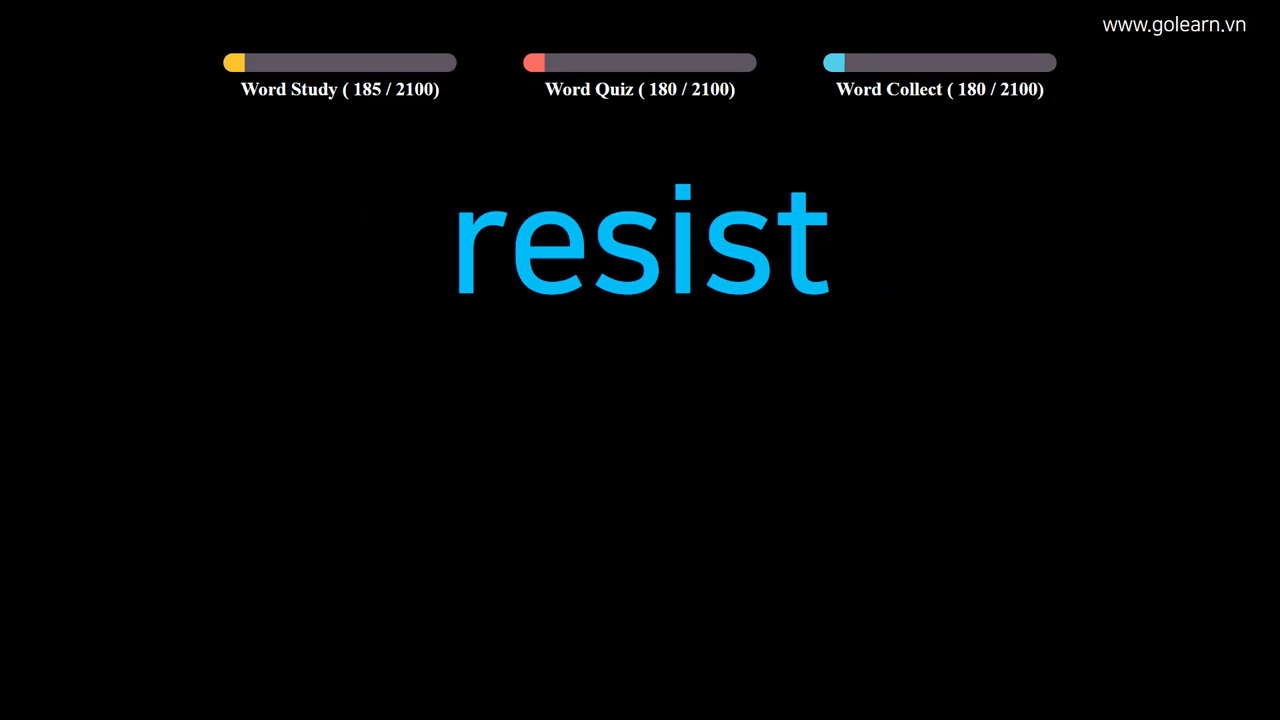 www.golearn.vn
Word Study ( 185 / 2100)
Word Quiz ( 180 / 2100)
Word Collect ( 180 / 2100)
resist